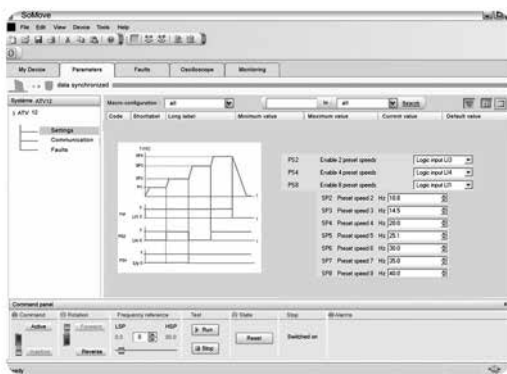 SoMove
File Edit View Device Tools Help
My Device Parameters Faults Oscilloscope Monitoring
data synchronized
Système ATV12
ATV 12
Settings
Communication
Faults
Macro configuration all in all Search
Code Shortlabel Long label Minimum value Maximum value Current value Default value
PS2 Enable 2 preset speeds Logic input LI3
PS4 Enable 4 preset speeds Logic input LI4
PS8 Enable 8 preset speeds Logic input LI1
SP2 Preset speed 2 Hz 10.0
SP3 Preset speed 3 Hz 14.5
SP4 Preset speed 4 Hz 20.0
SP5 Preset speed 5 Hz 25.1
SP6 Preset speed 6 Hz 30.0
SP7 Preset speed 7 Hz 35.0
SP8 Preset speed 8 Hz 40.0
Command panel
Command Rotation Frequency reference Test State Stop Alarms
Active Forward LSP HSP Run
0.0 0 Reset Switched on
Inactive Reverse Stop